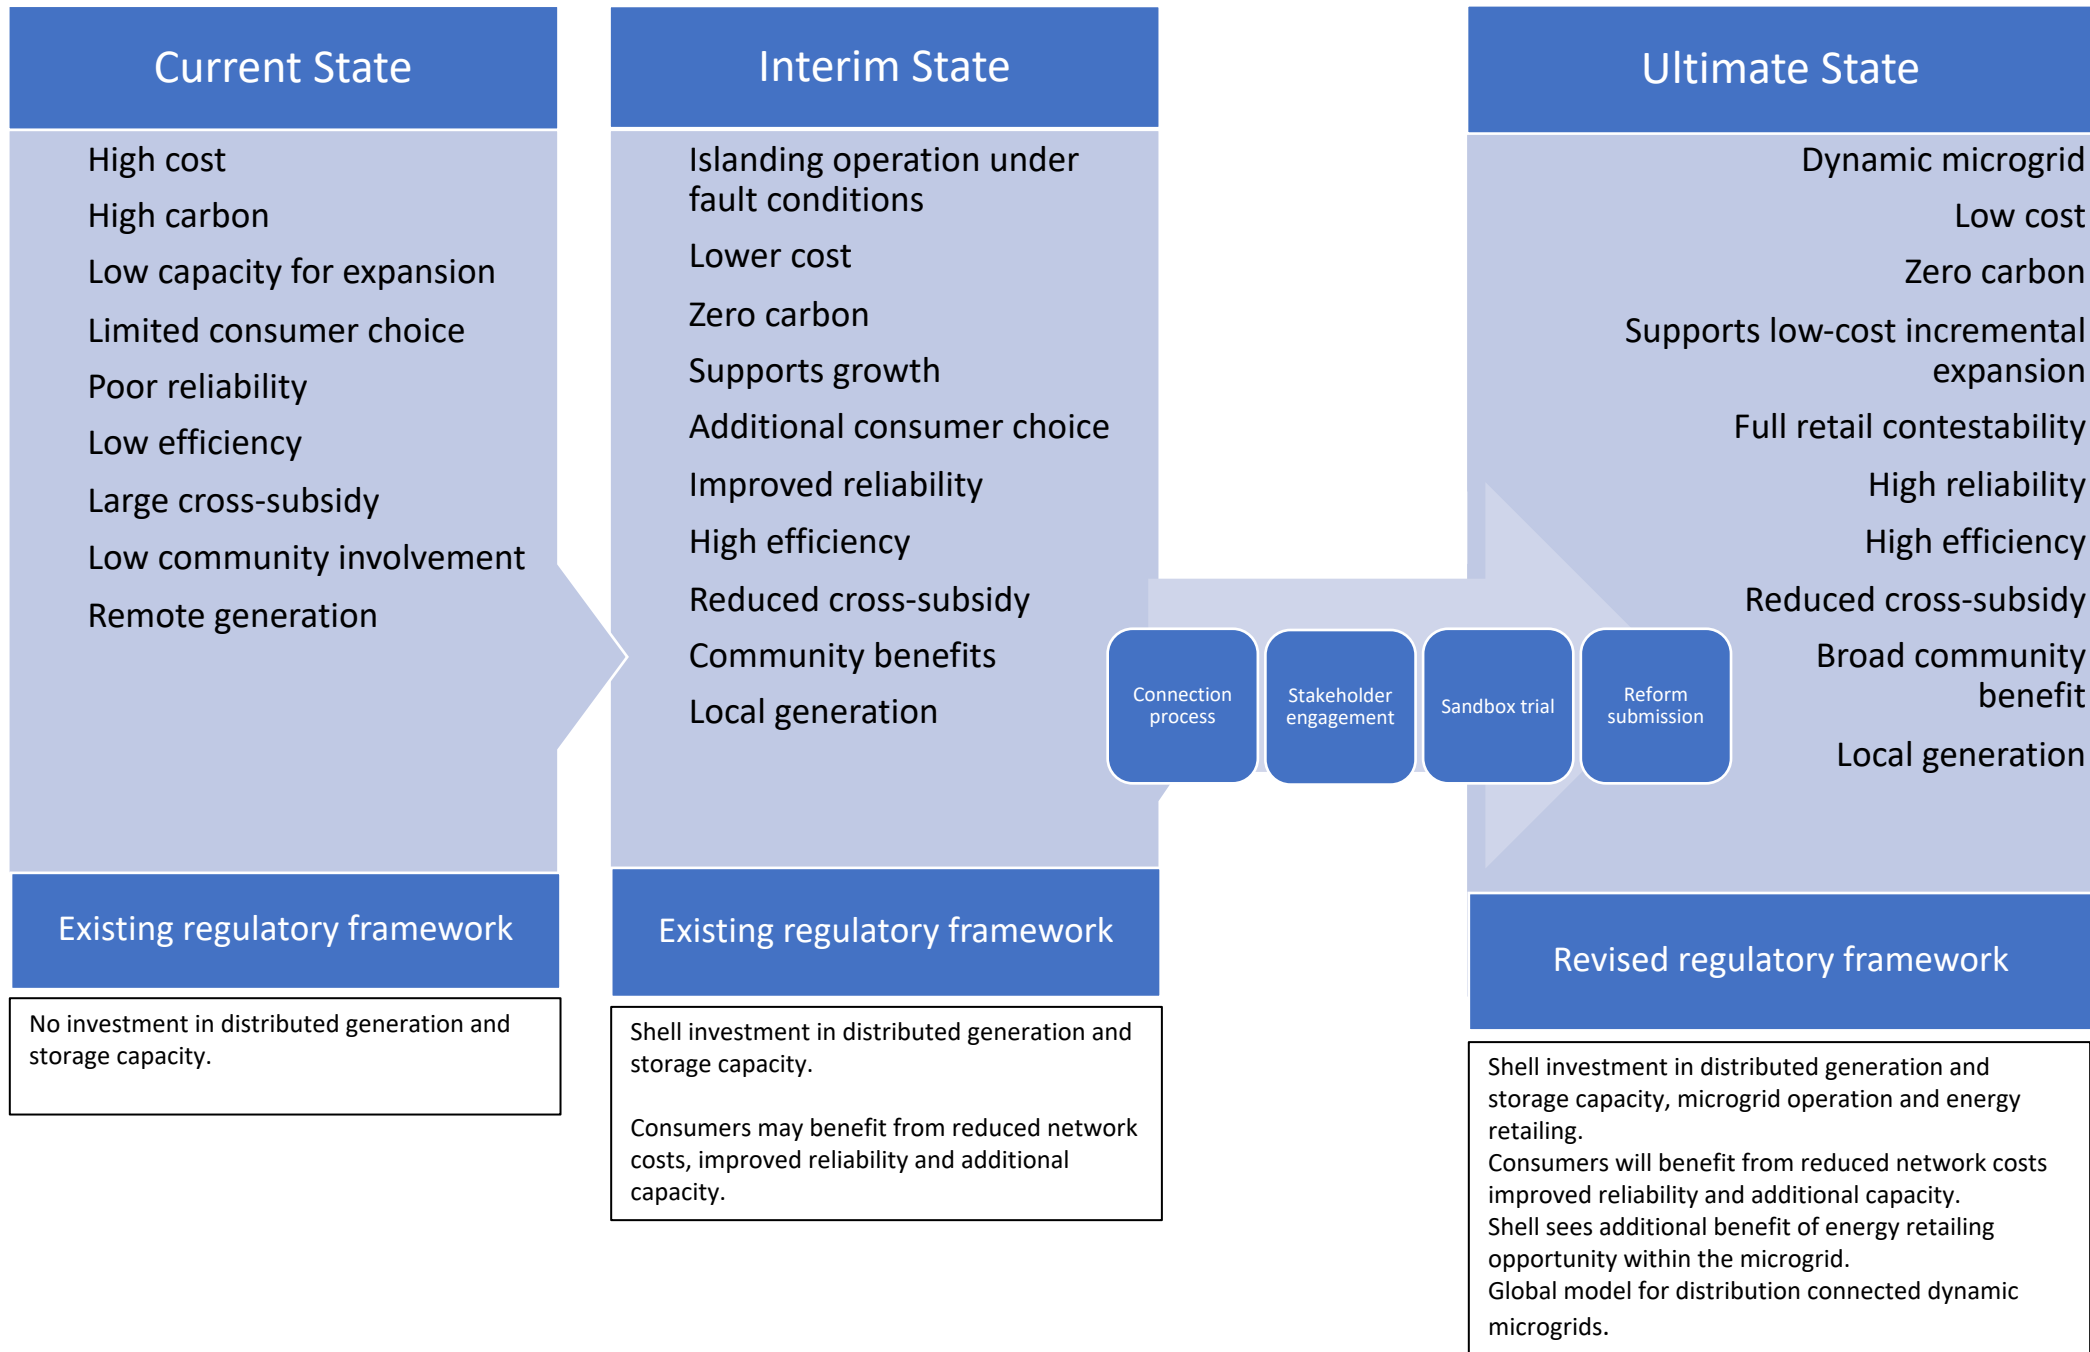 Current State
High cost
High carbon
Low capacity for expansion
Limited consumer choice
Poor reliability
Low efficiency
Large cross-subsidy
Low community involvement
Remote generation
Existing regulatory framework
No investment in distributed generation and
storage capacity.
Interim State
Islanding operation under
fault conditions
Lower cost
Zero carbon
Supports growth
Additional consumer choice
Improved reliability
High efficiency
Reduced cross-subsidy
Community benefits
Local generation
Existing regulatory framework
Shell investment in distributed generation and
storage capacity.
Consumers may benefit from reduced network
costs, improved reliability and additional
capacity.
Connection
process
Stakeholder
engagement
Sandbox trial
Reform
submission
Ultimate State
Dynamic microgrid
Low cost
Zero carbon
Supports low-cost incremental
expansion
Full retail contestability
High reliability
High efficiency
Reduced cross-subsidy
Broad community
benefit
Local generation
Revised regulatory framework
Shell investment in distributed generation and
storage capacity, microgrid operation and energy
retailing.
Consumers will benefit from reduced network costs
improved reliability and additional capacity.
Shell sees additional benefit of energy retailing
opportunity within the microgrid.
Global model for distribution connected dynamic
microgrids.